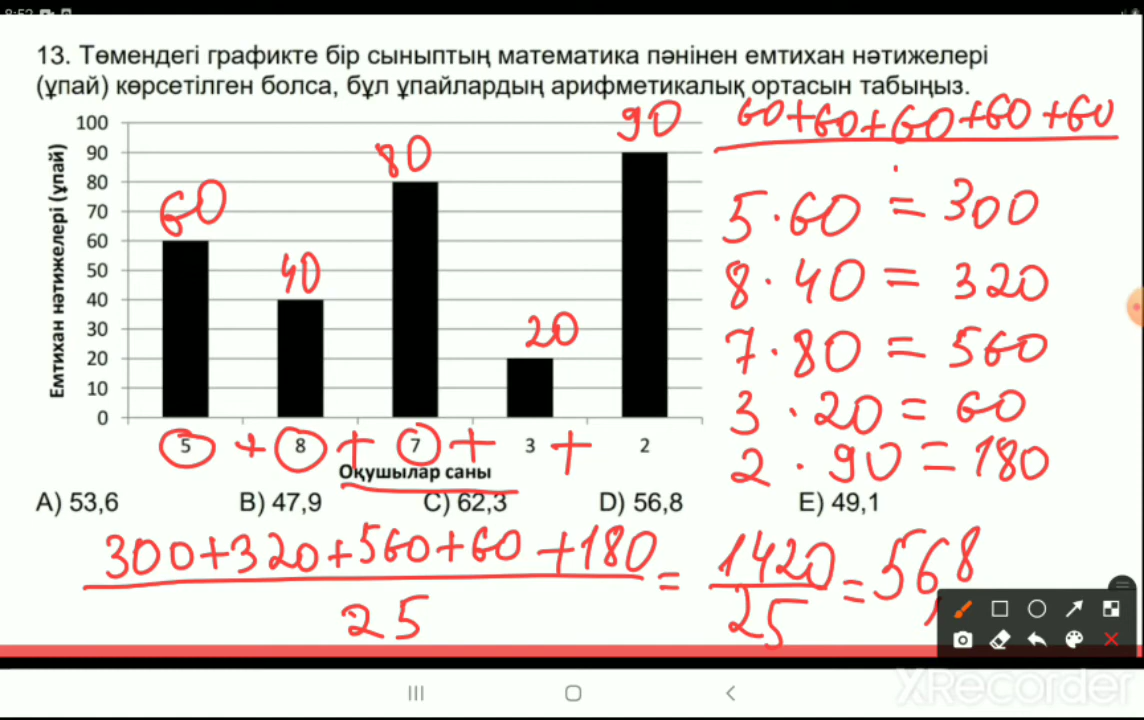 8:52
13. Төмендегі графикте бір сыныптың математика пәнінен емтихан нәтижелері
(ұпай) көрсетілген болса, бұл ұпайлардың арифметикалық ортасын табыңыз.
60+60+60+60+60
Емтихан нәтижелері (ұпай)
100
90
80
70
60
50
40
30
20
10
0
60
40
80
20
90
5 + 8 + 7 + 3 + 2
Оқушылар саны
5·60 = 300
8·40 = 320
7·80 = 560
3·20 = 60
2·90 = 180
A) 53,6 B) 47,9 C) 62,3 D) 56,8 E) 49,1
300+320+560+60+180 = 1420 = 56,8
25 25
XRecorder